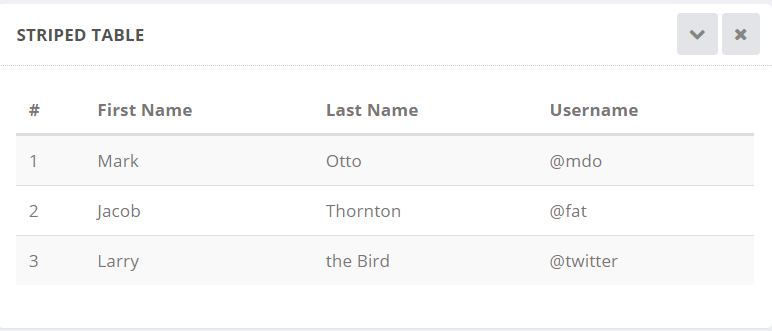 STRIPED TABLE
# First Name Last Name Username
1 Mark Otto @mdo
2 Jacob Thornton @fat
3 Larry the Bird @twitter